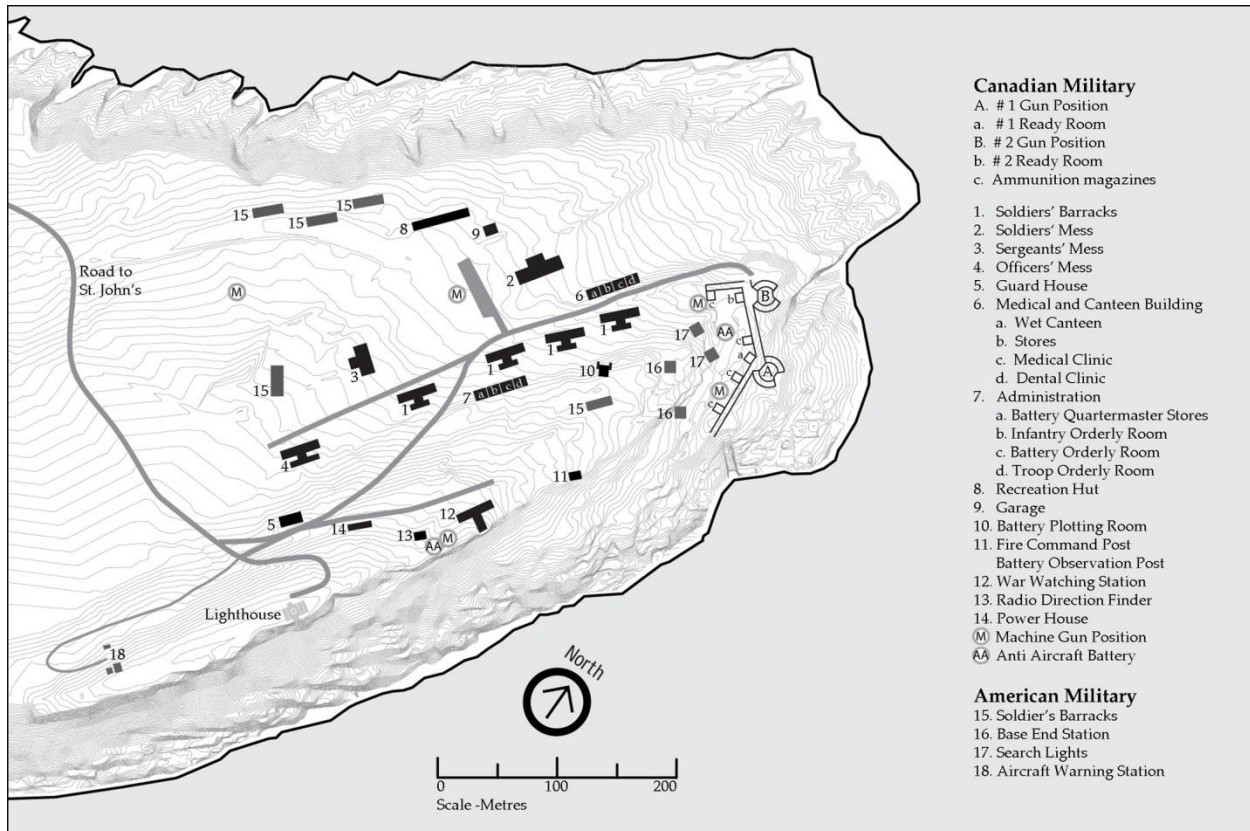 15
15
15
8
9
Road to
St. John's
M
M
2
6
a b c d
M
c
b
B
1
17
AA
c
1
17
a
A
1
3
10
16
c
15
7
a b c d
M
c
1
15
16
4
11
5
14
12
13
M
AA
Lighthouse
18
North
0 100 200
Scale -Metres
Canadian Military
A. # 1 Gun Position
a. # 1 Ready Room
B. # 2 Gun Position
b. # 2 Ready Room
c. Ammunition magazines
1. Soldiers' Barracks
2. Soldiers' Mess
3. Sergeants' Mess
4. Officers' Mess
5. Guard House
6. Medical and Canteen Building
a. Wet Canteen
b. Stores
c. Medical Clinic
d. Dental Clinic
7. Administration
a. Battery Quartermaster Stores
b. Infantry Orderly Room
c. Battery Orderly Room
d. Troop Orderly Room
8. Recreation Hut
9. Garage
10. Battery Plotting Room
11. Fire Command Post
Battery Observation Post
12. War Watching Station
13. Radio Direction Finder
14. Power House
M Machine Gun Position
AA Anti Aircraft Battery
American Military
15. Soldier's Barracks
16. Base End Station
17. Search Lights
18. Aircraft Warning Station